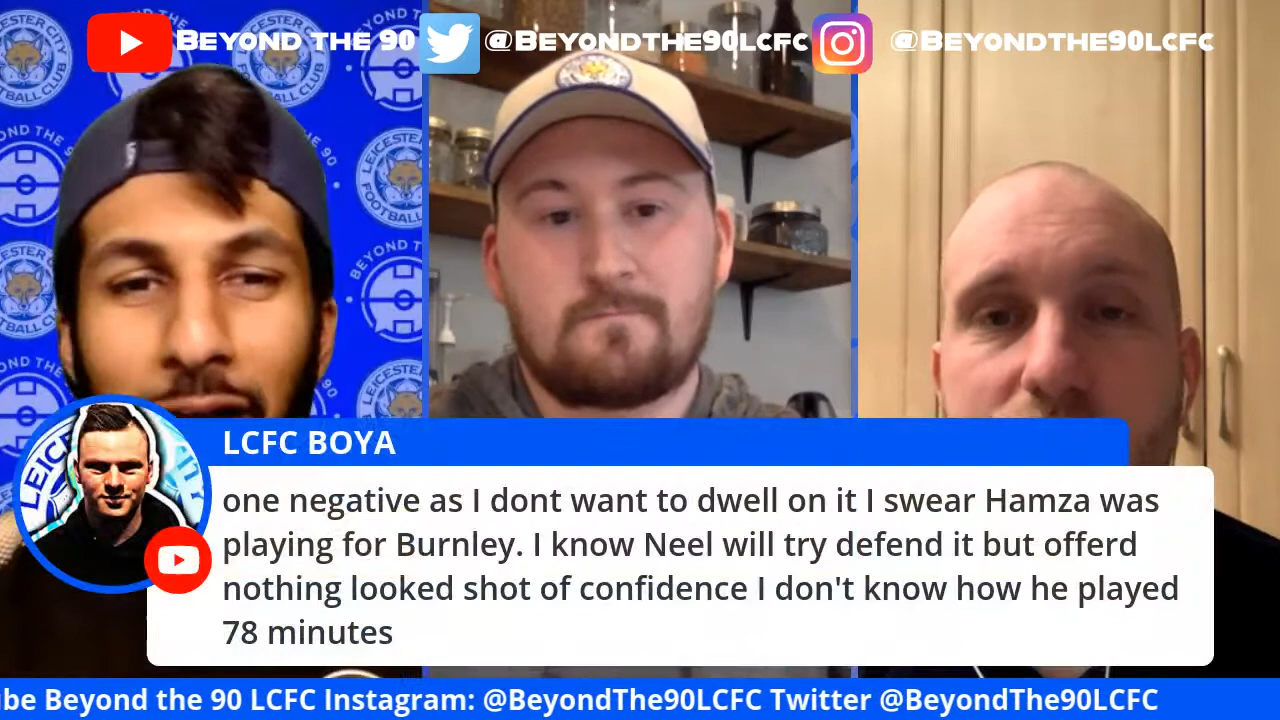 BEYOND THE 90 @BEYONDTHE90LCFC @BEYONDTHE90LCFC
LCFC BOYA
one negative as I dont want to dwell on it I swear Hamza was
playing for Burnley. I know Neel will try defend it but offerd
nothing looked shot of confidence I don't know how he played
78 minutes
ube Beyond the 90 LCFC Instagram: @BeyondThe90LCFC Twitter @BeyondThe90LCFC